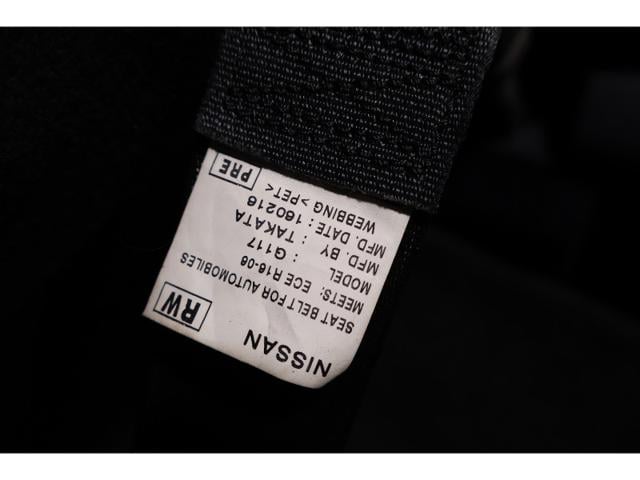 NISSAN
RW
SEAT BELT FOR AUTOMOBILES
MEETS: ECE R16-06
MODEL : G117
MFD. BY : TAKATA
MFD. DATE : 160216
WEBBING >PET<
PRE